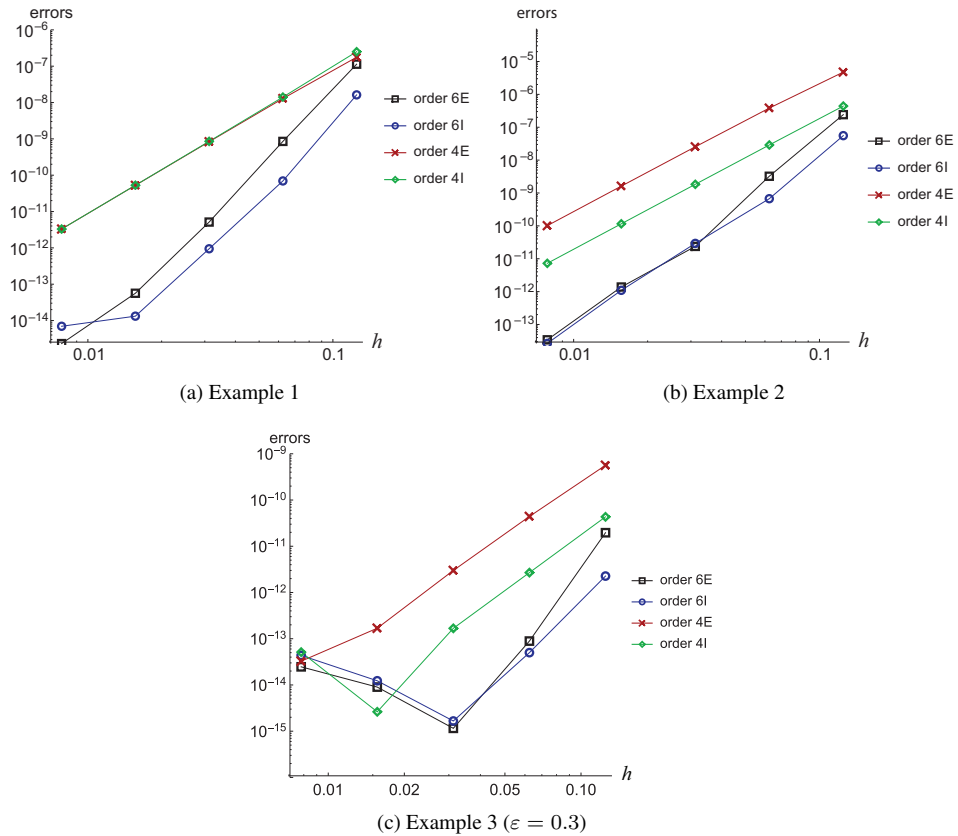 errors
10⁻⁶
10⁻⁷
10⁻⁸
10⁻⁹
10⁻¹⁰
10⁻¹¹
10⁻¹²
10⁻¹³
10⁻¹⁴
0.01
0.1
h
order 6E
order 6I
order 4E
order 4I
(a) Example 1
errors
10⁻⁵
10⁻⁶
10⁻⁷
10⁻⁸
10⁻⁹
10⁻¹⁰
10⁻¹¹
10⁻¹²
10⁻¹³
0.01
0.1
h
order 6E
order 6I
order 4E
order 4I
(b) Example 2
errors
10⁻⁹
10⁻¹⁰
10⁻¹¹
10⁻¹²
10⁻¹³
10⁻¹⁴
10⁻¹⁵
0.01
0.02
0.05
0.10
h
order 6E
order 6I
order 4E
order 4I
(c) Example 3 (ε = 0.3)